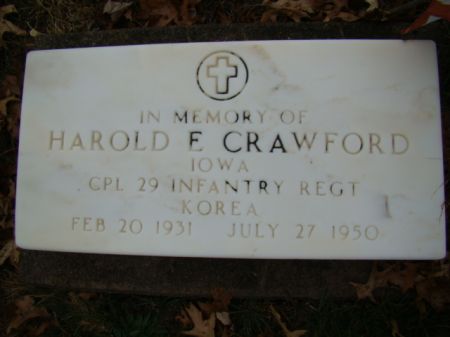 IN MEMORY OF
HAROLD E CRAWFORD
IOWA
CPL 29 INFANTRY REGT
KOREA
FEB 20 1931 JULY 27 1950